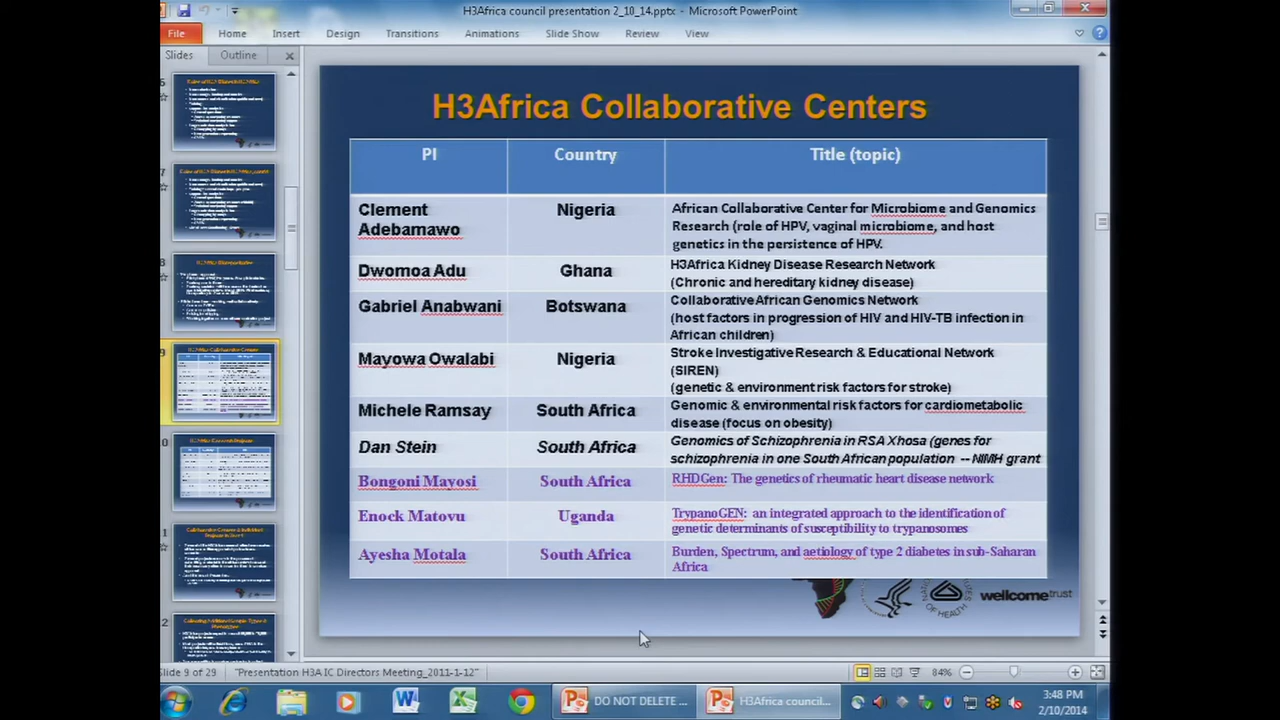 H3Africa council presentation 2_10_14.pptx - Microsoft PowerPoint
File Home Insert Design Transitions Animations Slide Show Review View
Slides Outline
H3Africa Collaborative Centers
PI Country Title (topic)
Clement Adebamawo Nigeria African Collaborative Center for Microbiome and Genomics
Research (role of HPV, vaginal microbiome, and host
genetics in the persistence of HPV.
Dwomoa Adu Ghana H3Africa Kidney Disease Research Network
(Chronic and hereditary kidney disease)
Gabriel Anabwani Botswana Collaborative African Genomics Network
(host factors in progression of HIV and HIV-TB infection in
African children)
Mayowa Owolabi Nigeria Stroke Investigative Research & Educational Network
(SIREN)
(genetic & environment risk factors for stroke)
Michéle Ramsay South Africa Genomic & environmental risk factors for cardiometabolic
disease (focus on obesity)
Dan Stein South Africa Genomics of Schizophrenia in RSA Xhosa (genes for
schizophrenia in one South African population – NIMH grant
Bongoni Mayosi South Africa RHDGen: The genetics of rheumatic heart disease network
Enock Matovu Uganda TrypanoGEN: an integrated approach to the identification of
genetic determinants of susceptibility to trypanosomes
Ayesha Motala South Africa Burden, Spectrum, and aetiology of type 2 diabetes in sub-Saharan
Africa
wellcometrust
Slide 9 of 29 "Presentation H3A IC Directors Meeting_2011-1-12" 84%
DO NOT DELETE ... H3Africa council... 3:48 PM
2/10/2014